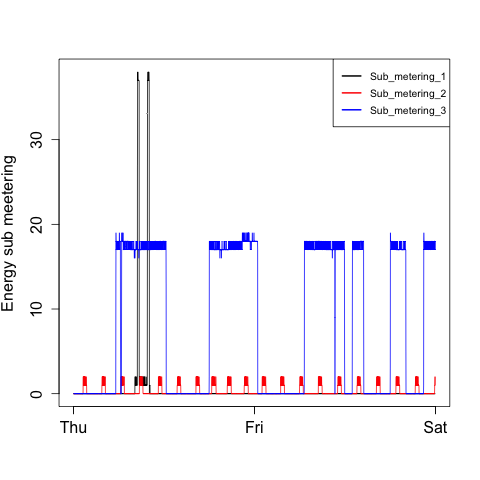 Sub_metering_1
Sub_metering_2
Sub_metering_3
Energy sub meetering
30
20
10
0
Thu Fri Sat